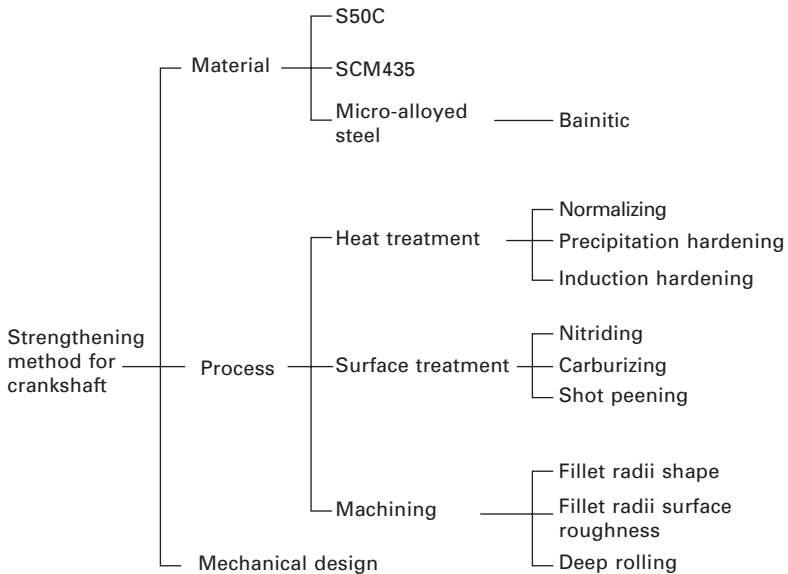 S50C
Material
SCM435
Micro-alloyed
steel
Bainitic
Normalizing
Heat treatment
Precipitation hardening
Induction hardening
Strengthening
method for
crankshaft
Process
Nitriding
Surface treatment
Carburizing
Shot peening
Fillet radii shape
Machining
Fillet radii surface
roughness
Deep rolling
Mechanical design